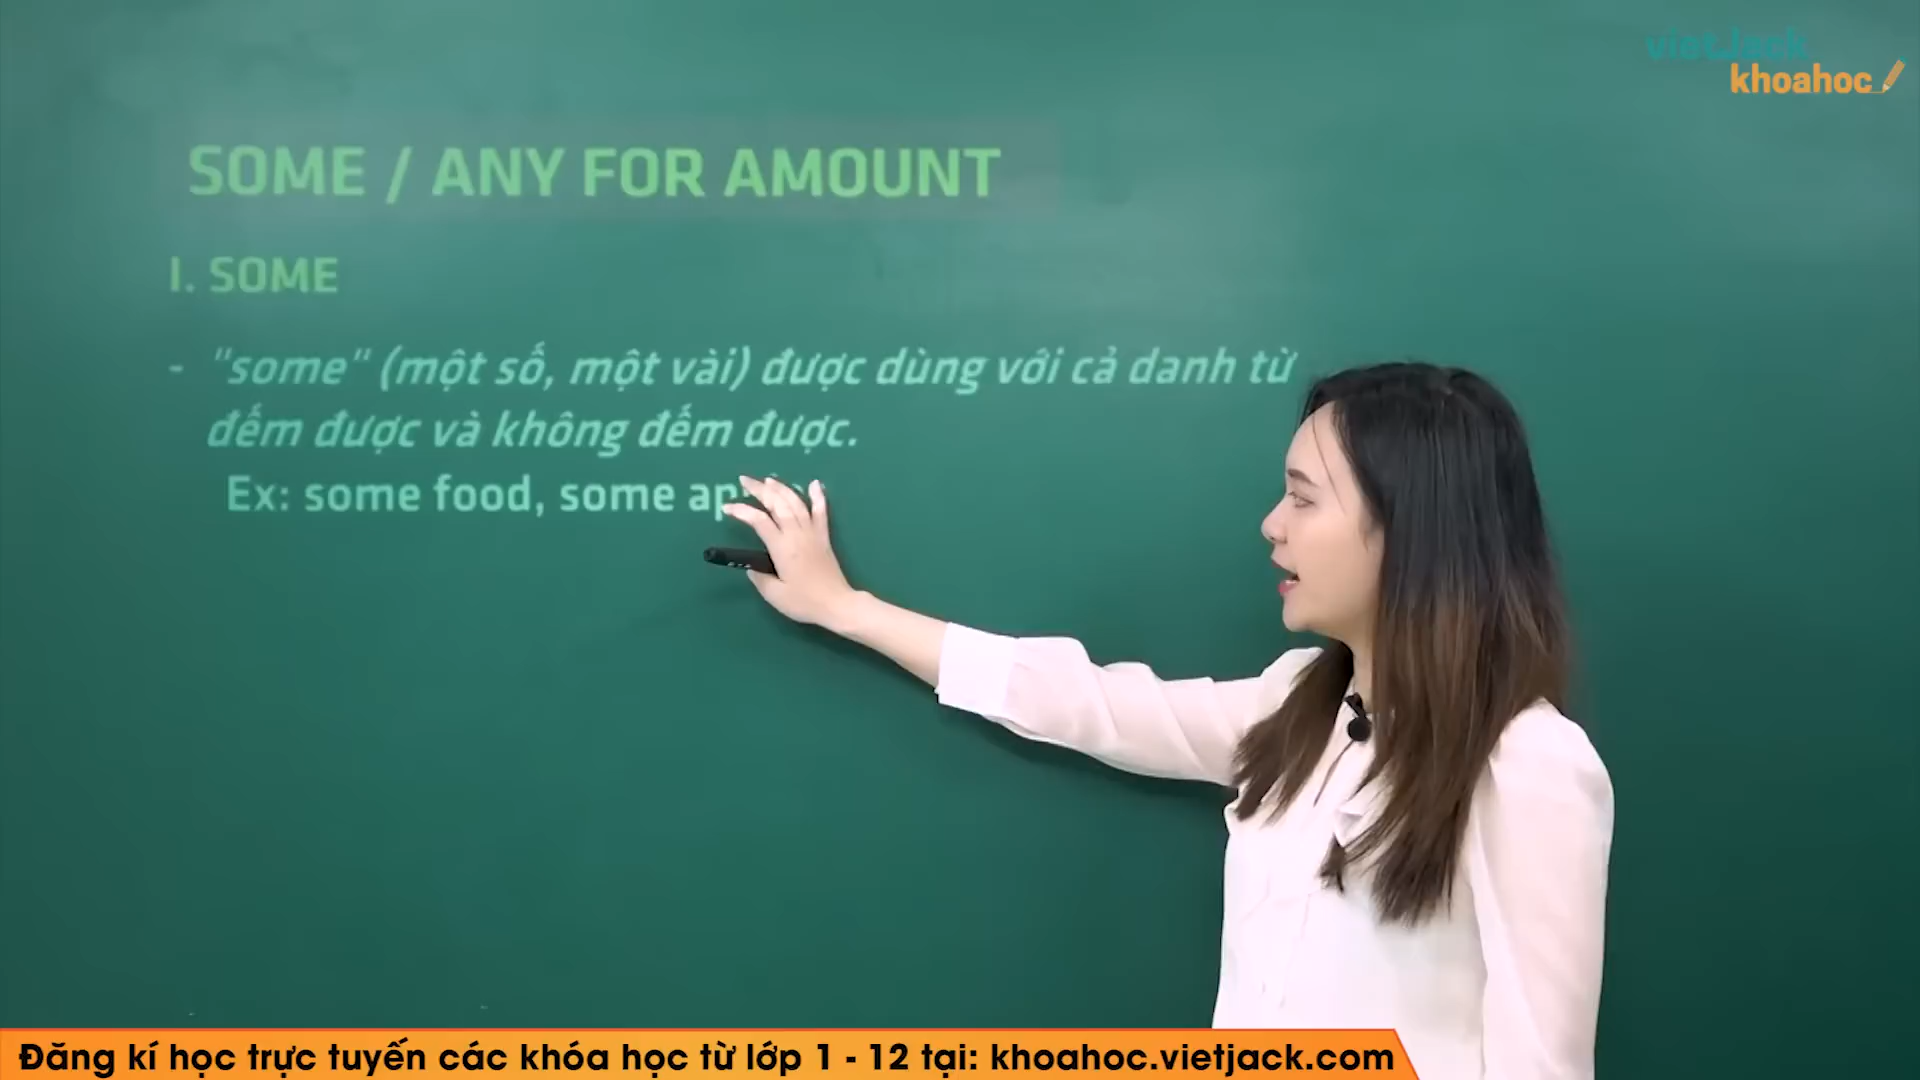 vietJack
khoahoc
SOME / ANY FOR AMOUNT
I. SOME
- "some" (một số, một vài) được dùng với cả danh từ
đếm được và không đếm được.
Ex: some food, some
Đăng kí học trực tuyến các khóa học từ lớp 1 - 12 tại: khoahoc.vietjack.com